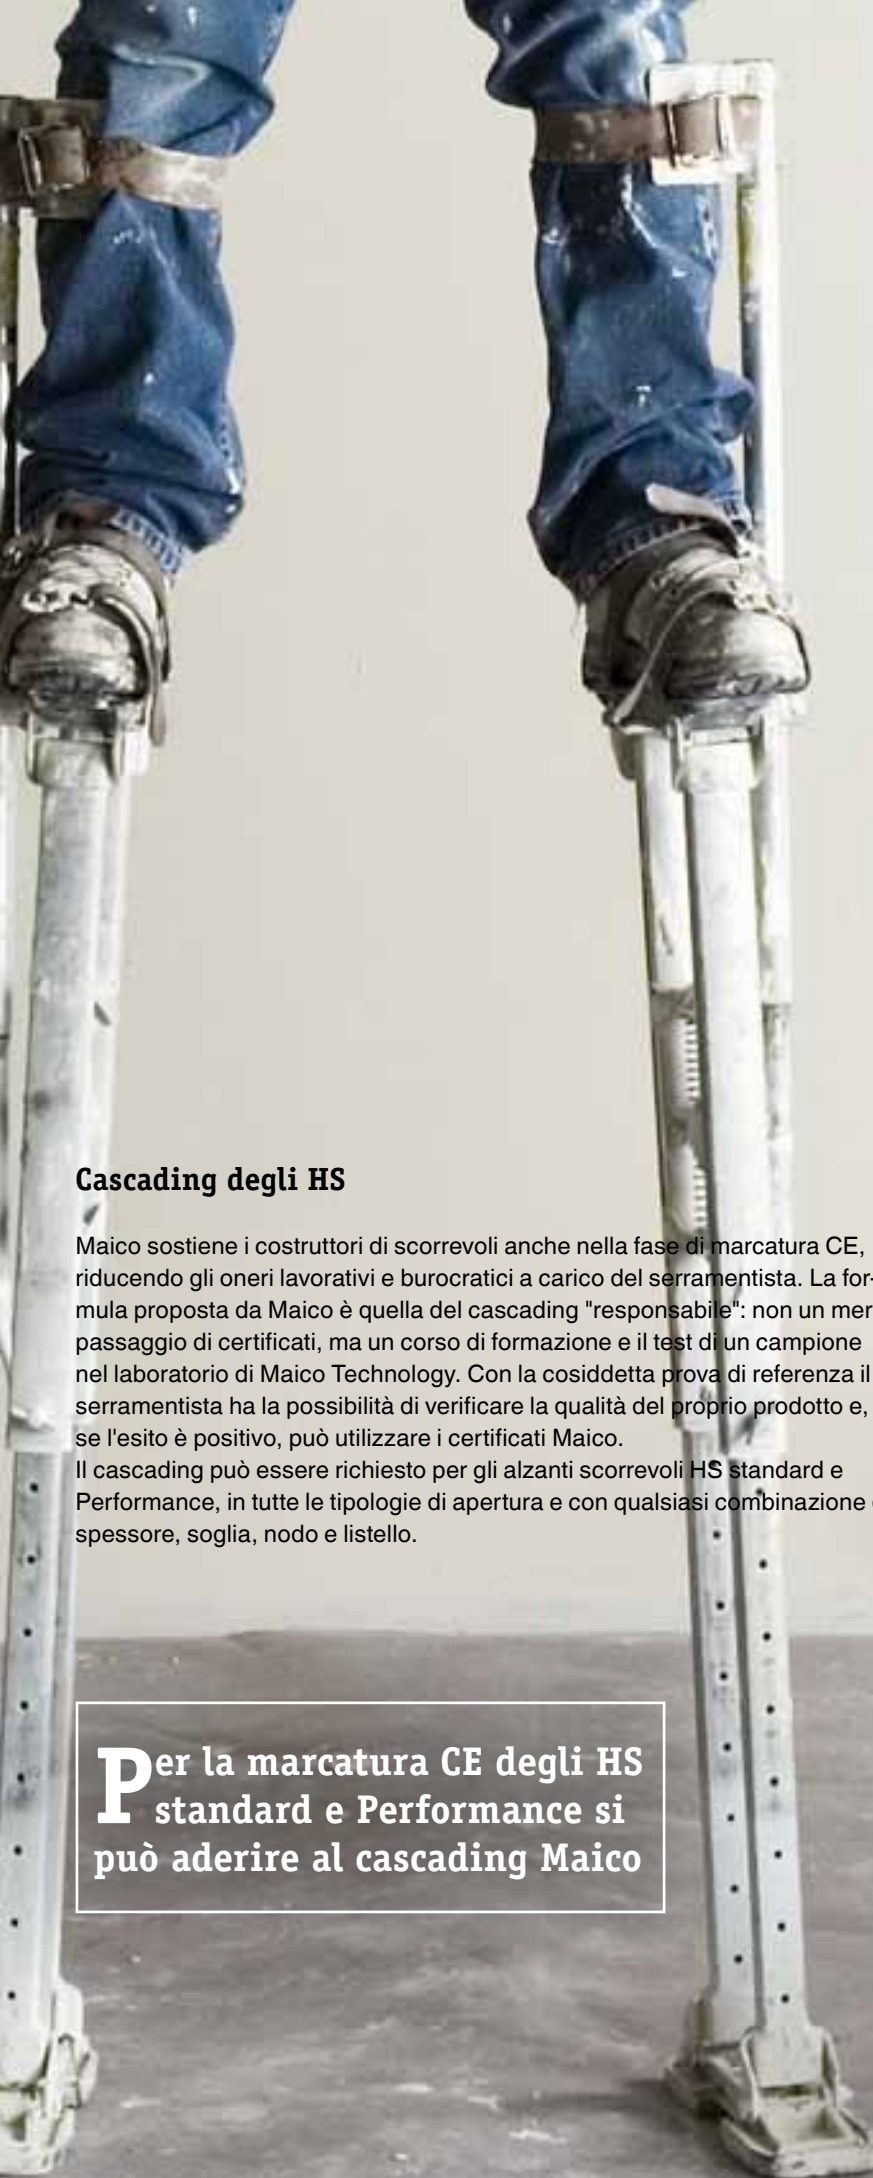 Cascading degli HS
Maico sostiene i costruttori di scorrevoli anche nella fase di marcatura CE,
riducendo gli oneri lavorativi e burocratici a carico del serramentista. La for-
mula proposta da Maico è quella del cascading "responsabile": non un mer
passaggio di certificati, ma un corso di formazione e il test di un campione
nel laboratorio di Maico Technology. Con la cosiddetta prova di referenza il
serramentista ha la possibilità di verificare la qualità del proprio prodotto e,
se l'esito è positivo, può utilizzare i certificati Maico.
Il cascading può essere richiesto per gli alzanti scorrevoli HS standard e
Performance, in tutte le tipologie di apertura e con qualsiasi combinazione
spessore, soglia, nodo e listello.
Per la marcatura CE degli HS
standard e Performance si
può aderire al cascading Maico